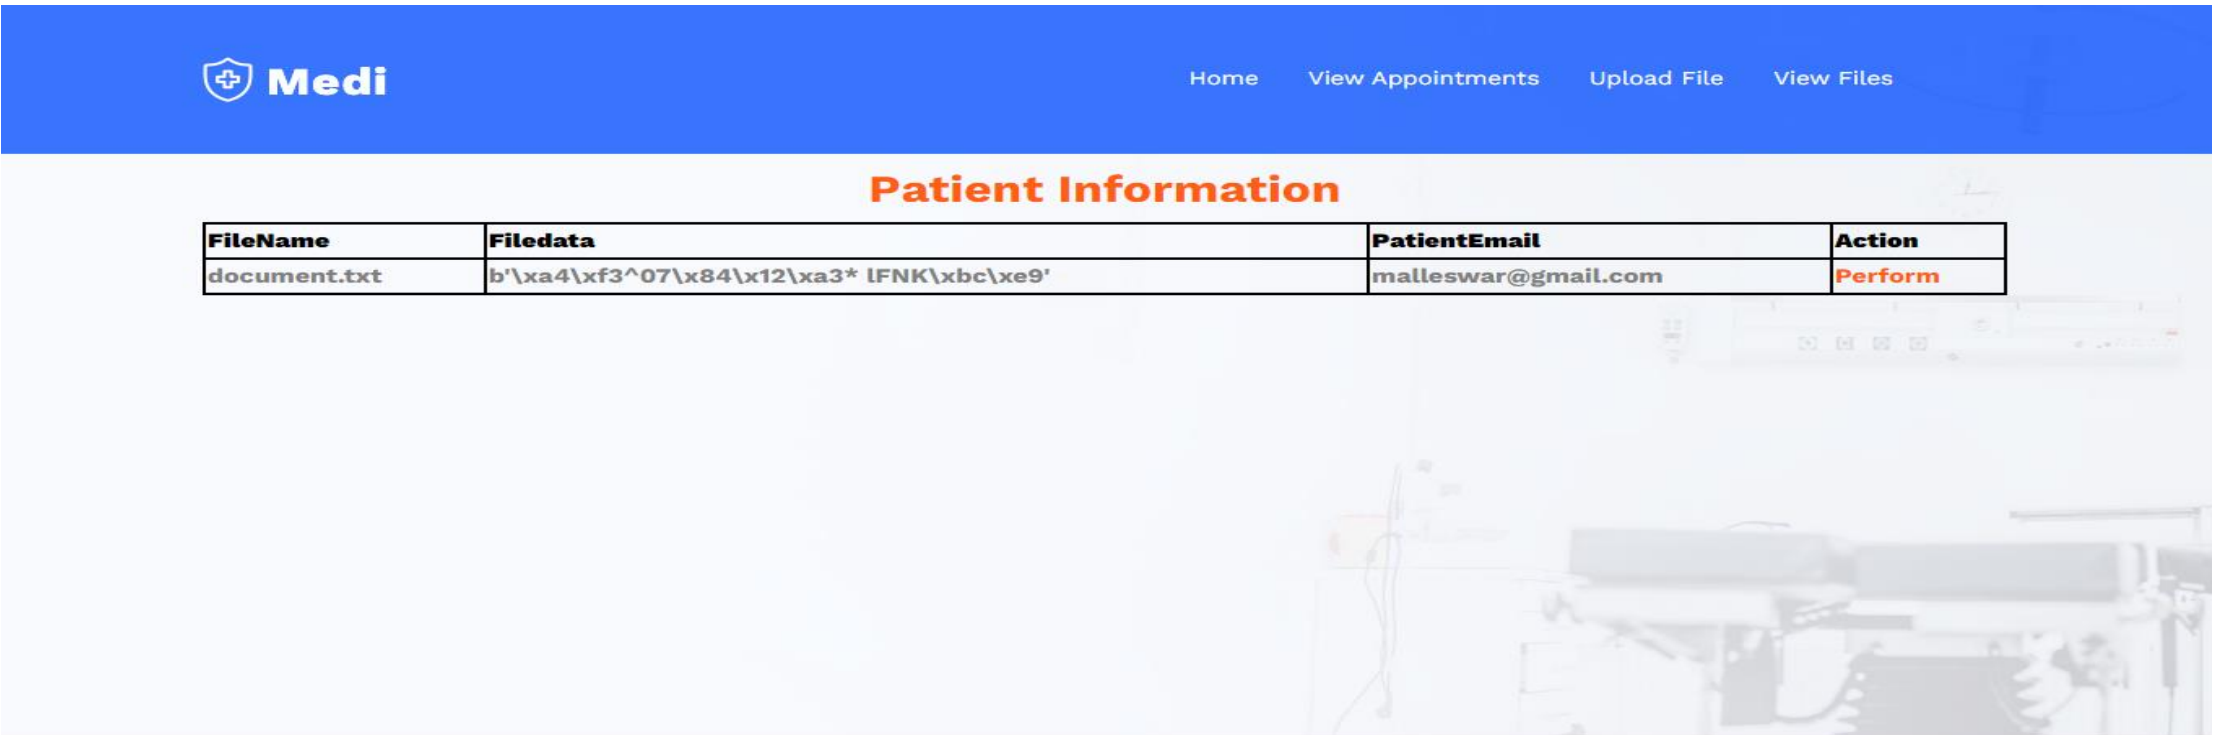 Medi
Home View Appointments Upload File View Files
Patient Information
FileName Filedata PatientEmail Action
document.txt b'\xa4\xf3^07\x84\x12\xa3* lFNK\xbc\xe9' malleswar@gmail.com Perform